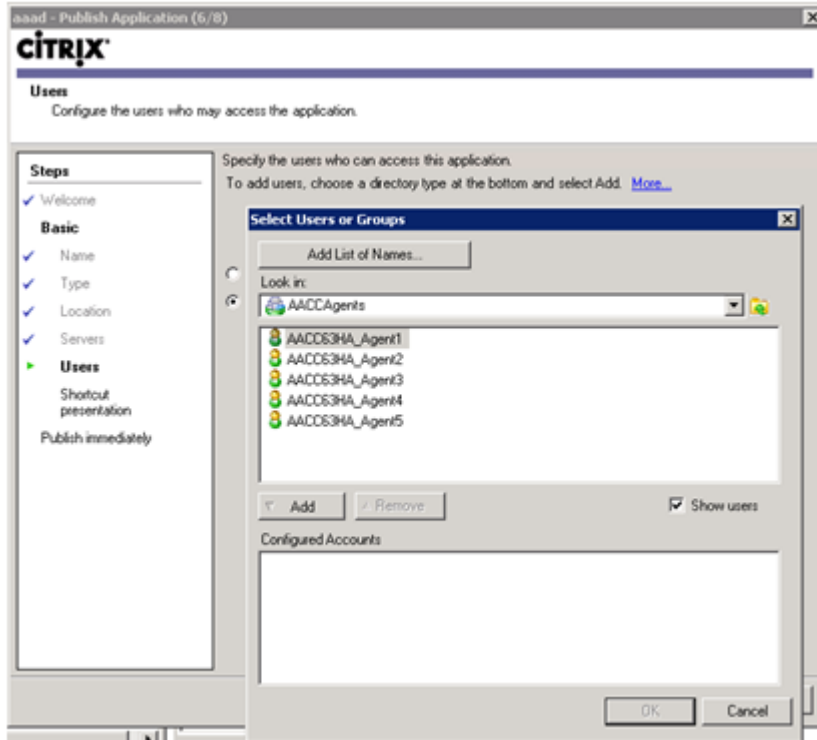 aaad - Publish Application (6/8)
CİTRIX
Users
Configure the users who may access the application.
Steps
Welcome
Basic
Name
Type
Location
Servers
Users
Shortcut
presentation
Publish immediately
Specify the users who can access this application.
To add users, choose a directory type at the bottom and select Add. More...
Select Users or Groups
Add List of Names...
Look in:
AACCAgents
AACC63HA_Agent1
AACC63HA_Agent2
AACC63HA_Agent3
AACC63HA_Agent4
AACC63HA_Agent5
Add
Remove
Show users
Configured Accounts
OK
Cancel